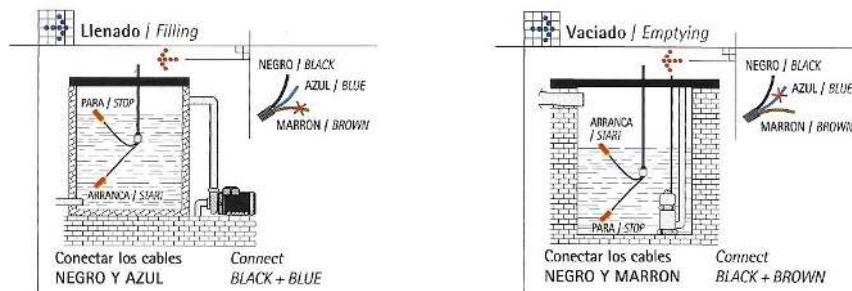 Llenado / Filling
NEGRO / BLACK
AZUL / BLUE
MARRON / BROWN
PARA / STOP
ARRANCA / START
Conectar los cables
NEGRO Y AZUL
Connect
BLACK + BLUE
Vaciado / Emptying
NEGRO / BLACK
AZUL / BLUE
MARRON / BROWN
ARRANCA
/ START
PARA / STOP
Conectar los cables
NEGRO Y MARRON
Connect
BLACK + BROWN